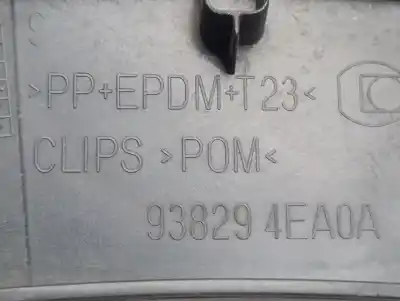 >PP+EPDM+T23<
CLIPS >POM<
93829 4EA0A